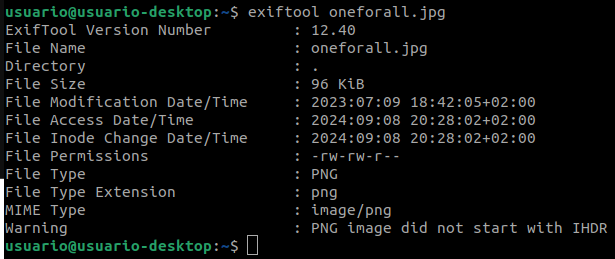 usuario@usuario-desktop:~$ exiftool oneforall.jpg
ExifTool Version Number : 12.40
File Name : oneforall.jpg
Directory : .
File Size : 96 KiB
File Modification Date/Time : 2023:07:09 18:42:05+02:00
File Access Date/Time : 2024:09:08 20:28:02+02:00
File Inode Change Date/Time : 2024:09:08 20:28:02+02:00
File Permissions : -rw-rw-r--
File Type : PNG
File Type Extension : png
MIME Type : image/png
Warning : PNG image did not start with IHDR
usuario@usuario-desktop:~$